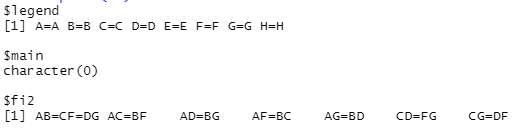 $legend
[1] A=A B=B C=C D=D E=E F=F G=G H=H
$main
character(0)
$fi2
[1] AB=CF=DG AC=BF AD=BG AF=BC AG=BD CD=FG CG=DF